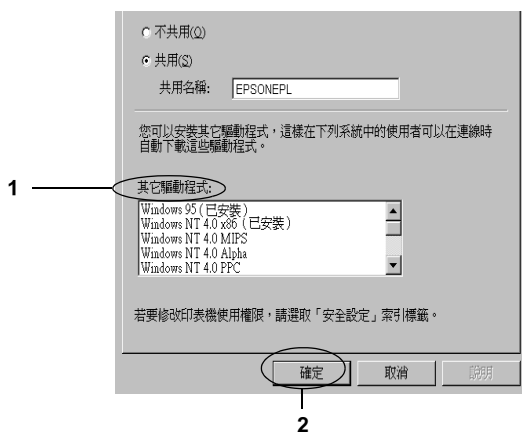 不共用(O)
共用(S)
共用名稱: EPSONEPL
您可以安裝其它驅動程式，這樣在下列系統中的使用者可以在連線時
自動下載這些驅動程式。
1
其它驅動程式:
Windows 95 (已安裝)
Windows NT 4.0 x86 (已安裝)
Windows NT 4.0 MIPS
Windows NT 4.0 Alpha
Windows NT 4.0 PPC
若要修改印表機使用權限，請選取「安全設定」索引標籤。
確定 取消 說明
2